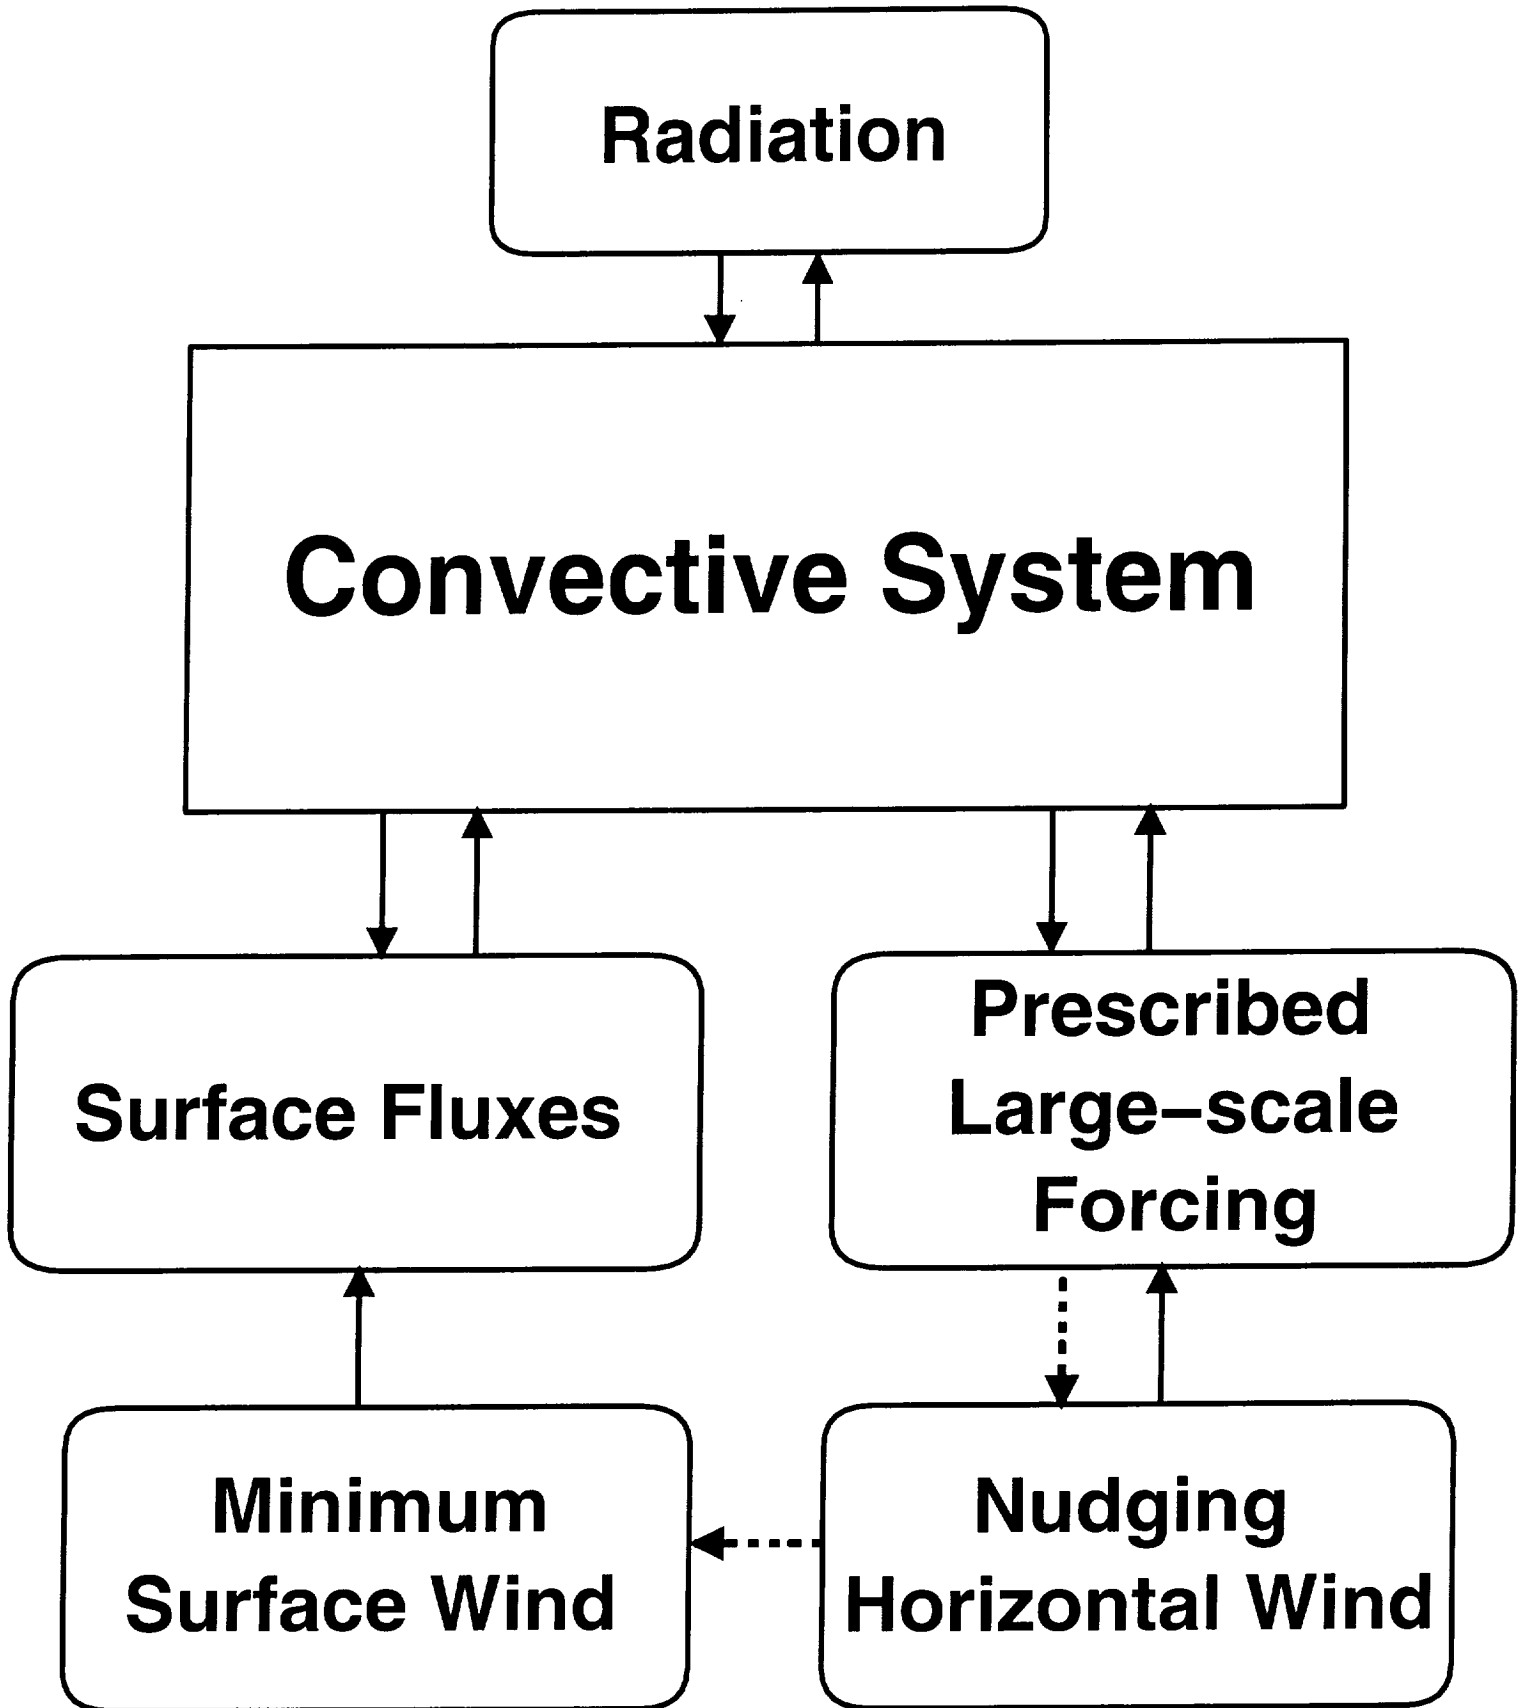 Radiation
Convective System
Surface Fluxes
Prescribed
Large–scale
Forcing
Minimum
Surface Wind
Nudging
Horizontal Wind